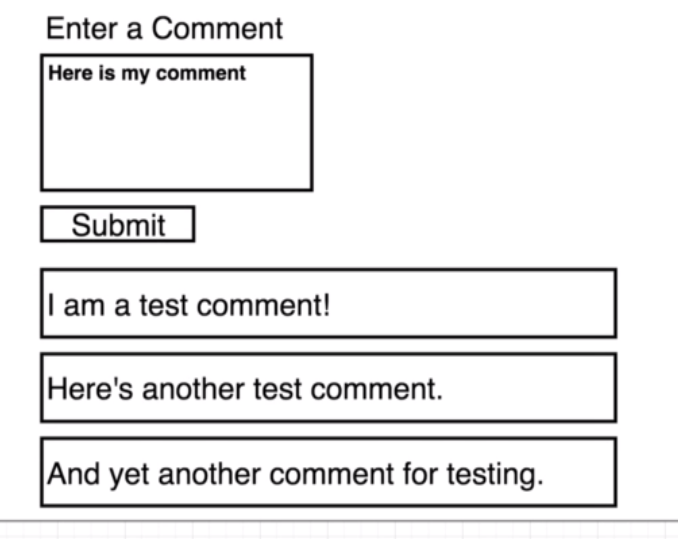 Enter a Comment
Here is my comment
Submit
I am a test comment!
Here's another test comment.
And yet another comment for testing.